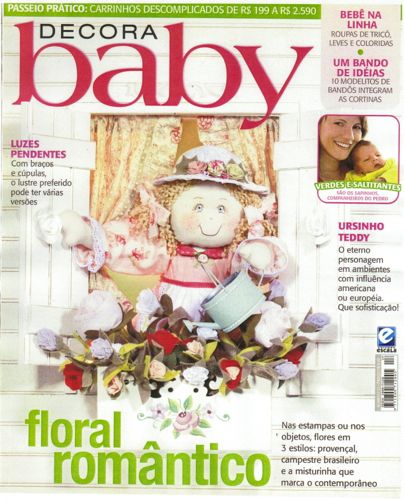 PASSEIO PRÁTICO: CARRINHOS DESCOMPLICADOS DE R$ 199 A R$ 2.590
DECORA
baby
BEBÊ NA
LINHA
ROUPAS DE TRICÔ,
LEVES E COLORIDAS
UM BANDO
DE IDÉIAS
10 MODELITOS DE
BANDÔS INTEGRAM
AS CORTINAS
LUZES
PENDENTES
Com braços
e cúpulas,
o lustre preferido
pode ter várias
versões
VERDES E SALTITANTES
SÃO OS SAPINHOS,
COMPANHEIROS DO PEDRO
URSINHO
TEDDY
O eterno
personagem
em ambientes
com influência
americana
ou européia.
Que sofisticação!
e
escala
floral
romântico
Nas estampas ou nos
objetos, flores em
3 estilos: provençal,
campestre brasileiro
e a misturinha que
marca o contemporâneo